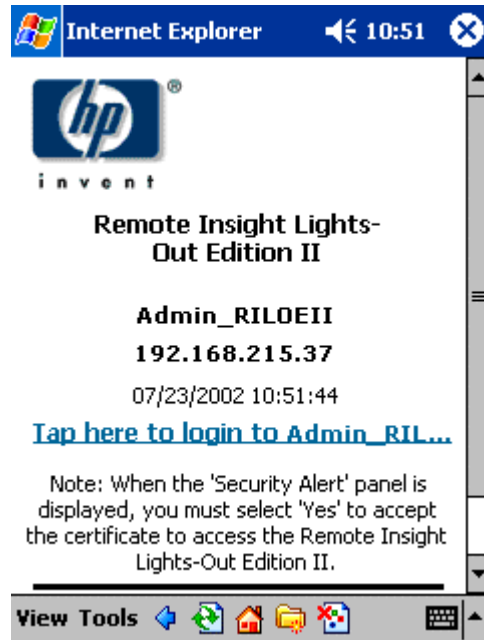 Internet Explorer 10:51
hp ®
invent
Remote Insight Lights-
Out Edition II
Admin_RILOEII
192.168.215.37
07/23/2002 10:51:44
Tap here to login to Admin_RIL...
Note: When the 'Security Alert' panel is
displayed, you must select 'Yes' to accept
the certificate to access the Remote Insight
Lights-Out Edition II.
View Tools